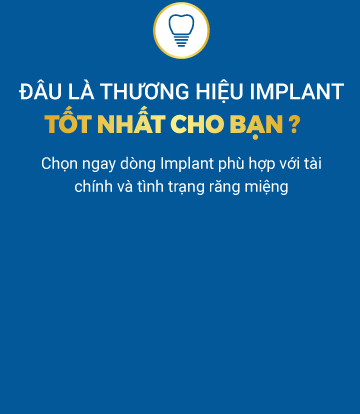 ĐÂU LÀ THƯƠNG HIỆU IMPLANT
TỐT NHẤT CHO BẠN ?
Chọn ngay dòng Implant phù hợp với tài
chính và tình trạng răng miệng